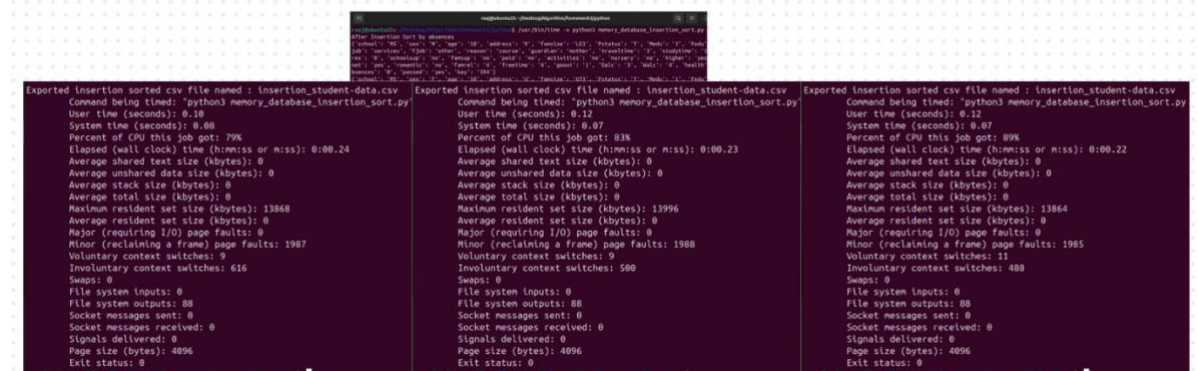 /usr/bin/time -v python3 memory_database_insertion_sort.py
After Insertion Sort by absences
Exported insertion sorted csv file named : insertion_student-data.csv
Command being timed: "python3 memory_database_insertion_sort.py"
User time (seconds): 0.10
System time (seconds): 0.08
Percent of CPU this job got: 79%
Elapsed (wall clock) time (h:mm:ss or m:ss): 0:00.24
Average shared text size (kbytes): 0
Average unshared data size (kbytes): 0
Average stack size (kbytes): 0
Average total size (kbytes): 0
Maximum resident set size (kbytes): 13868
Average resident set size (kbytes): 0
Major (requiring I/O) page faults: 0
Minor (reclaiming a frame) page faults: 1987
Voluntary context switches: 9
Involuntary context switches: 616
Swaps: 0
File system inputs: 0
File system outputs: 88
Socket messages sent: 0
Socket messages received: 0
Signals delivered: 0
Page size (bytes): 4096
Exit status: 0
Exported insertion sorted csv file named : insertion_student-data.csv
Command being timed: "python3 memory_database_insertion_sort.py"
User time (seconds): 0.12
System time (seconds): 0.07
Percent of CPU this job got: 83%
Elapsed (wall clock) time (h:mm:ss or m:ss): 0:00.23
Average shared text size (kbytes): 0
Average unshared data size (kbytes): 0
Average stack size (kbytes): 0
Average total size (kbytes): 0
Maximum resident set size (kbytes): 13996
Average resident set size (kbytes): 0
Major (requiring I/O) page faults: 0
Minor (reclaiming a frame) page faults: 1988
Voluntary context switches: 9
Involuntary context switches: 500
Swaps: 0
File system inputs: 0
File system outputs: 88
Socket messages sent: 0
Socket messages received: 0
Signals delivered: 0
Page size (bytes): 4096
Exit status: 0
Exported insertion sorted csv file named : insertion_student-data.csv
Command being timed: "python3 memory_database_insertion_sort.py
User time (seconds): 0.12
System time (seconds): 0.07
Percent of CPU this job got: 89%
Elapsed (wall clock) time (h:mm:ss or m:ss): 0:00.22
Average shared text size (kbytes): 0
Average unshared data size (kbytes): 0
Average stack size (kbytes): 0
Average total size (kbytes): 0
Maximum resident set size (kbytes): 13864
Average resident set size (kbytes): 0
Major (requiring I/O) page faults: 0
Minor (reclaiming a frame) page faults: 1985
Voluntary context switches: 11
Involuntary context switches: 488
Swaps: 0
File system inputs: 0
File system outputs: 88
Socket messages sent: 0
Socket messages received: 0
Signals delivered: 0
Page size (bytes): 4096
Exit status: 0